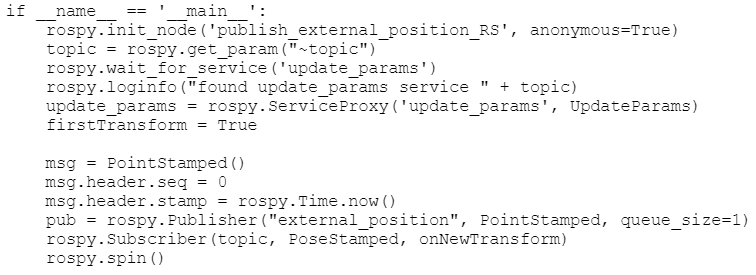 if __name__ == '__main__':
    rospy.init_node('publish_external_position_RS', anonymous=True)
    topic = rospy.get_param("~topic")
    rospy.wait_for_service('update_params')
    rospy.loginfo("found update_params service " + topic)
    update_params = rospy.ServiceProxy('update_params', UpdateParams)
    firstTransform = True

    msg = PointStamped()
    msg.header.seq = 0
    msg.header.stamp = rospy.Time.now()
    pub = rospy.Publisher("external_position", PointStamped, queue_size=1)
    rospy.Subscriber(topic, PoseStamped, onNewTransform)
    rospy.spin()